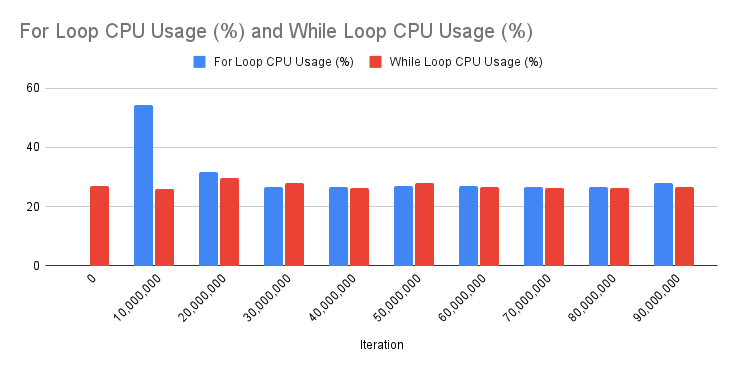 For Loop CPU Usage (%) and While Loop CPU Usage (%)
For Loop CPU Usage (%) While Loop CPU Usage (%)
60
40
20
0
0 10,000,000 20,000,000 30,000,000 40,000,000 50,000,000 60,000,000 70,000,000 80,000,000 90,000,000
Iteration